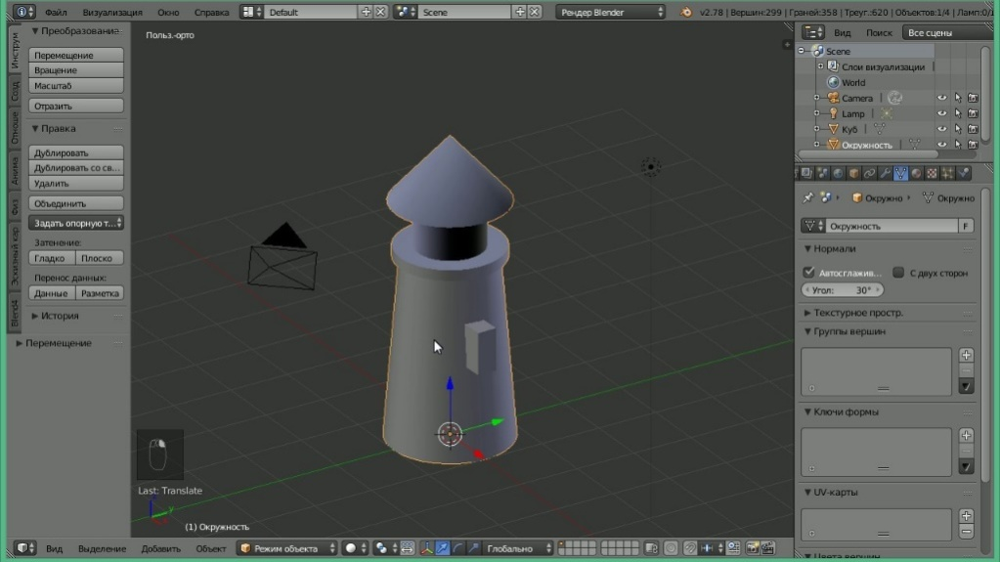 Файл Визуализация Окно Справка Default Scene Рендер Blender v2.78 | Вершин:299 | Граней:358 | Треуг.:620 | Объектов:1/4 | Ламп:0/1
Инструм
Созд
Отноше
Анима
Физ
Эскизный кар
Преобразование
Перемещение
Вращение
Масштаб
Отразить
Правка
Дублировать
Дублировать со св...
Удалить
Объединить
Задать опорную т...
Затенение:
Гладко Плоско
Перенос данных:
Данные Разметка
История
Перемещение
Польз.-орто
Last: Translate
(1) Окружность
Вид Выделение Добавить Объект Режим объекта Глобально
Вид Поиск Все сцены
Scene
Слои визуализации
World
Camera
Lamp
Куб
Окружность
Окружно Окружно
Окружность F
Нормали
Автосглажив... С двух сторон
Угол: 30°
Текстурное простр.
Группы вершин
Ключи формы
UV-карты
Цвета вершин